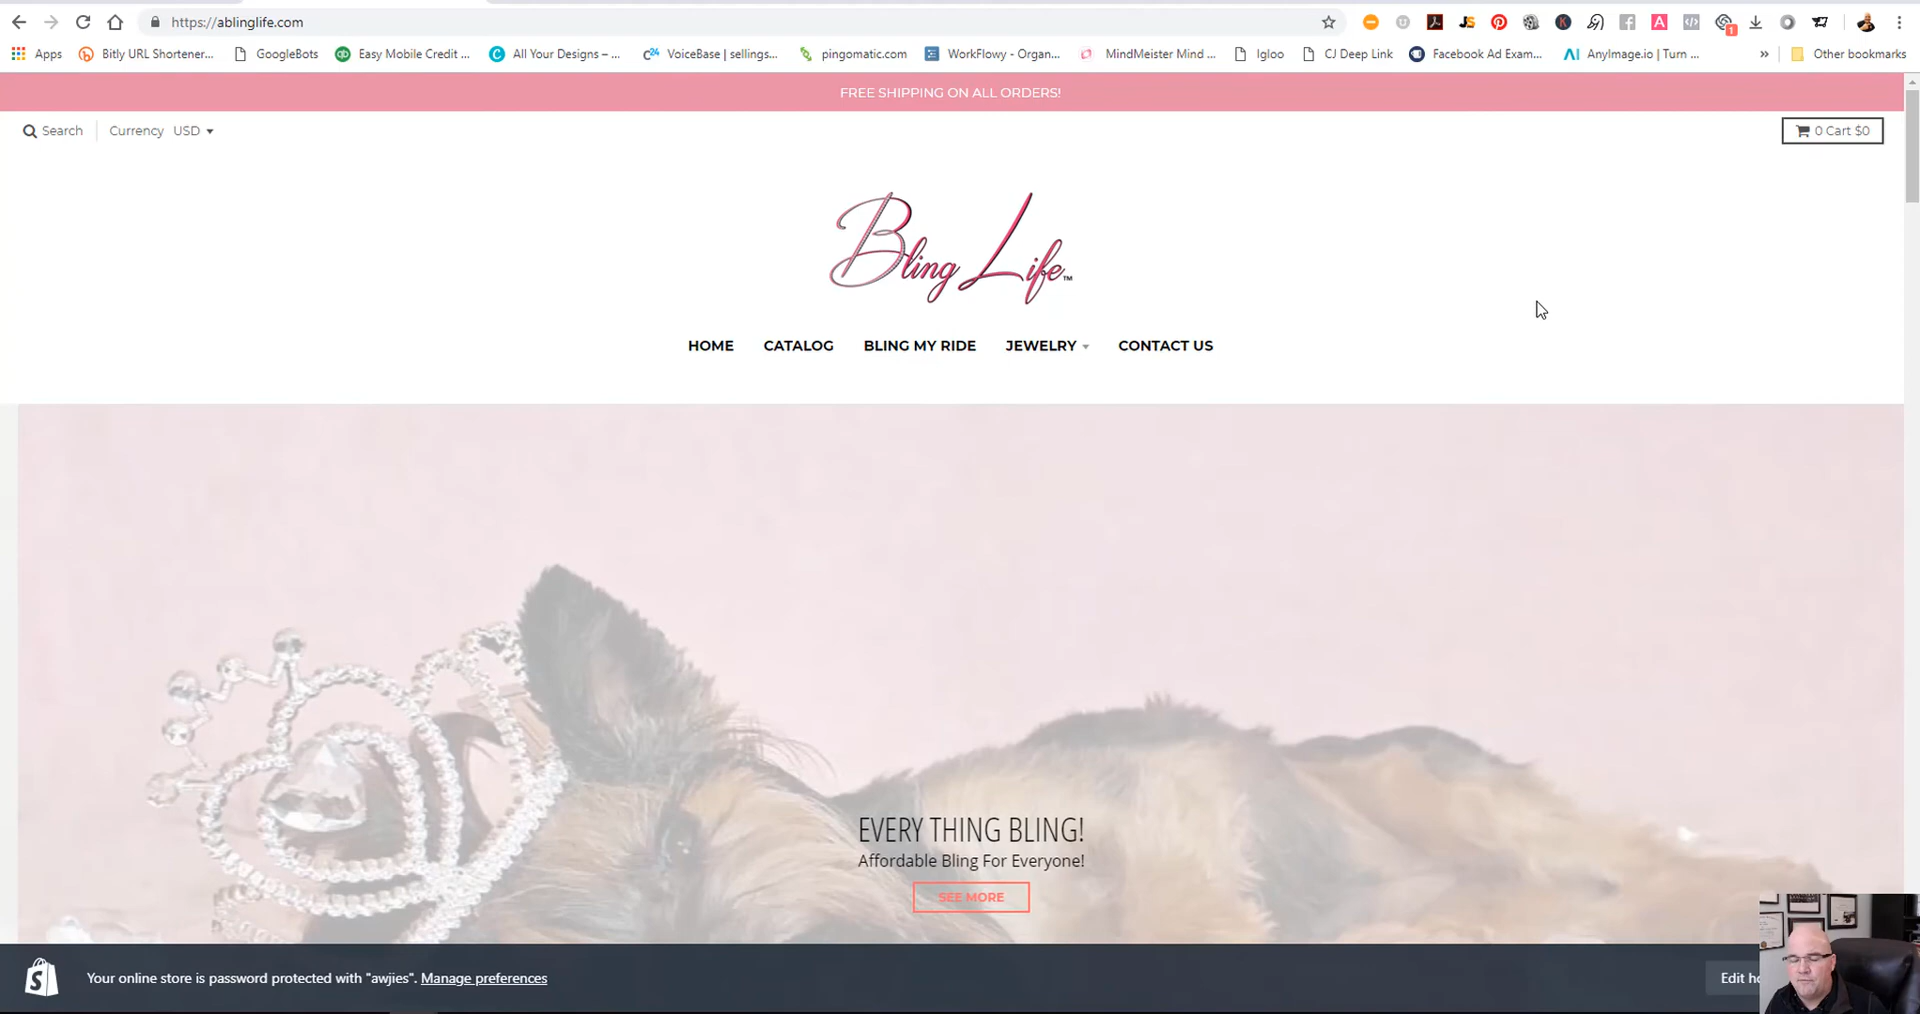 https://ablinglife.com
Apps
Bitly URL Shortener...
GoogleBots
Easy Mobile Credit ...
All Your Designs – ...
VoiceBase | sellings...
pingomatic.com
WorkFlowy - Organ...
MindMeister Mind ...
Igloo
CJ Deep Link
Facebook Ad Exam...
AnyImage.io | Turn ...
»
Other bookmarks
FREE SHIPPING ON ALL ORDERS!
Search
Currency USD
0 Cart $0
Bling Life™
HOME
CATALOG
BLING MY RIDE
JEWELRY
CONTACT US
EVERY THING BLING!
Affordable Bling For Everyone!
SEE MORE
Your online store is password protected with "awjies". Manage preferences
Edit